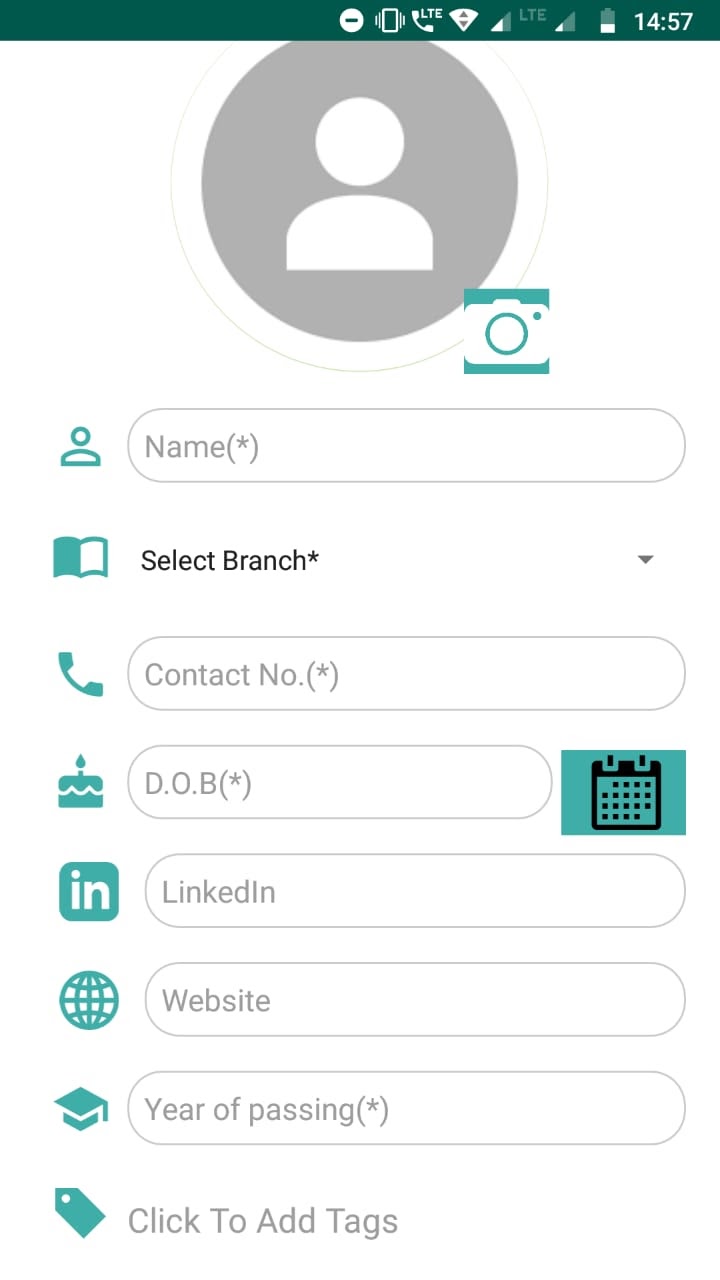 LTE LTE 14:57
Name(*)
Select Branch*
Contact No.(*)
D.O.B(*)
in LinkedIn
Website
Year of passing(*)
Click To Add Tags